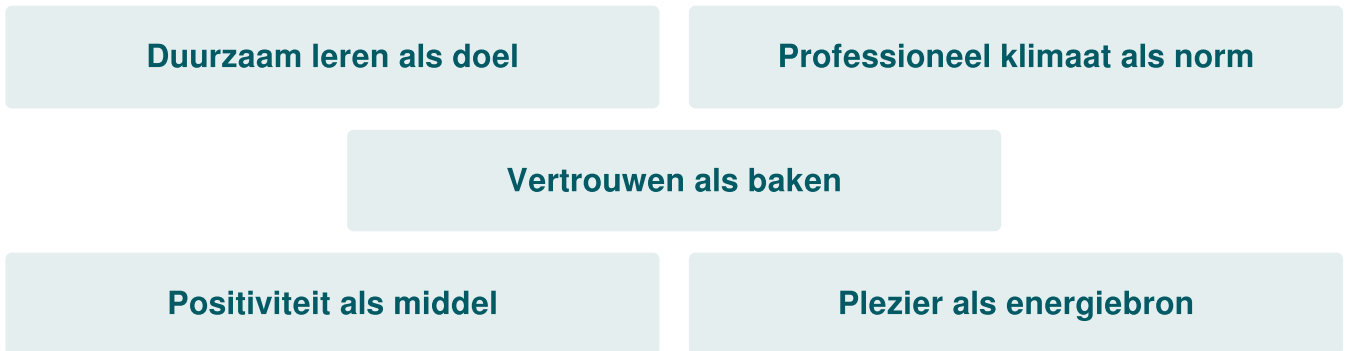 Duurzaam leren als doel
Professioneel klimaat als norm
Vertrouwen als baken
Positiviteit als middel
Plezier als energiebron